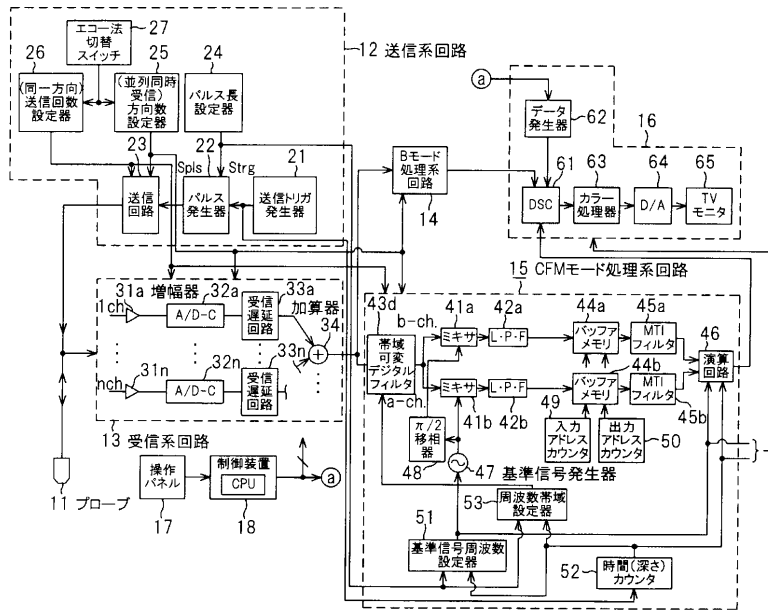 エコー法
切替
スイッチ
27
26
(同一方向)
送信回数
設定器
25
(並列同時
受信)
方向数
設定器
24
パルス長
設定器
12 送信系回路
23
送信
回路
Spls
22
パルス
発生器
Strg
21
送信トリガ
発生器
Bモード
処理系
回路
14
ⓐ
データ
発生器
62
16
61
DSC
63
カラー
処理器
64
D/A
65
TV
モニタ
31a
増幅器
1ch
32a
A/D-C
33a
受信
遅延
回路
加算器
34
+
31n
nch
32n
A/D-C
33n
受信
遅延
回路
13 受信系回路
11 プローブ
操作
パネル
17
制御装置
CPU
18
ⓐ
15 CFMモード処理系回路
43d
帯域
可変
デジタル
フィルタ
b-ch.
a-ch.
41a
ミキサ
42a
L・P・F
44a
バッファ
メモリ
45a
MTI
フィルタ
46
演算
回路
ミキサ
41b
L・P・F
42b
44b
バッファ
メモリ
MTI
フィルタ
45b
π/2
移相器
48
47
基準信号発生器
49
入力
アドレス
カウンタ
出力
アドレス
カウンタ
50
53
周波数帯域
設定器
51
基準信号周波数
設定器
52
時間(深さ)
カウンタ